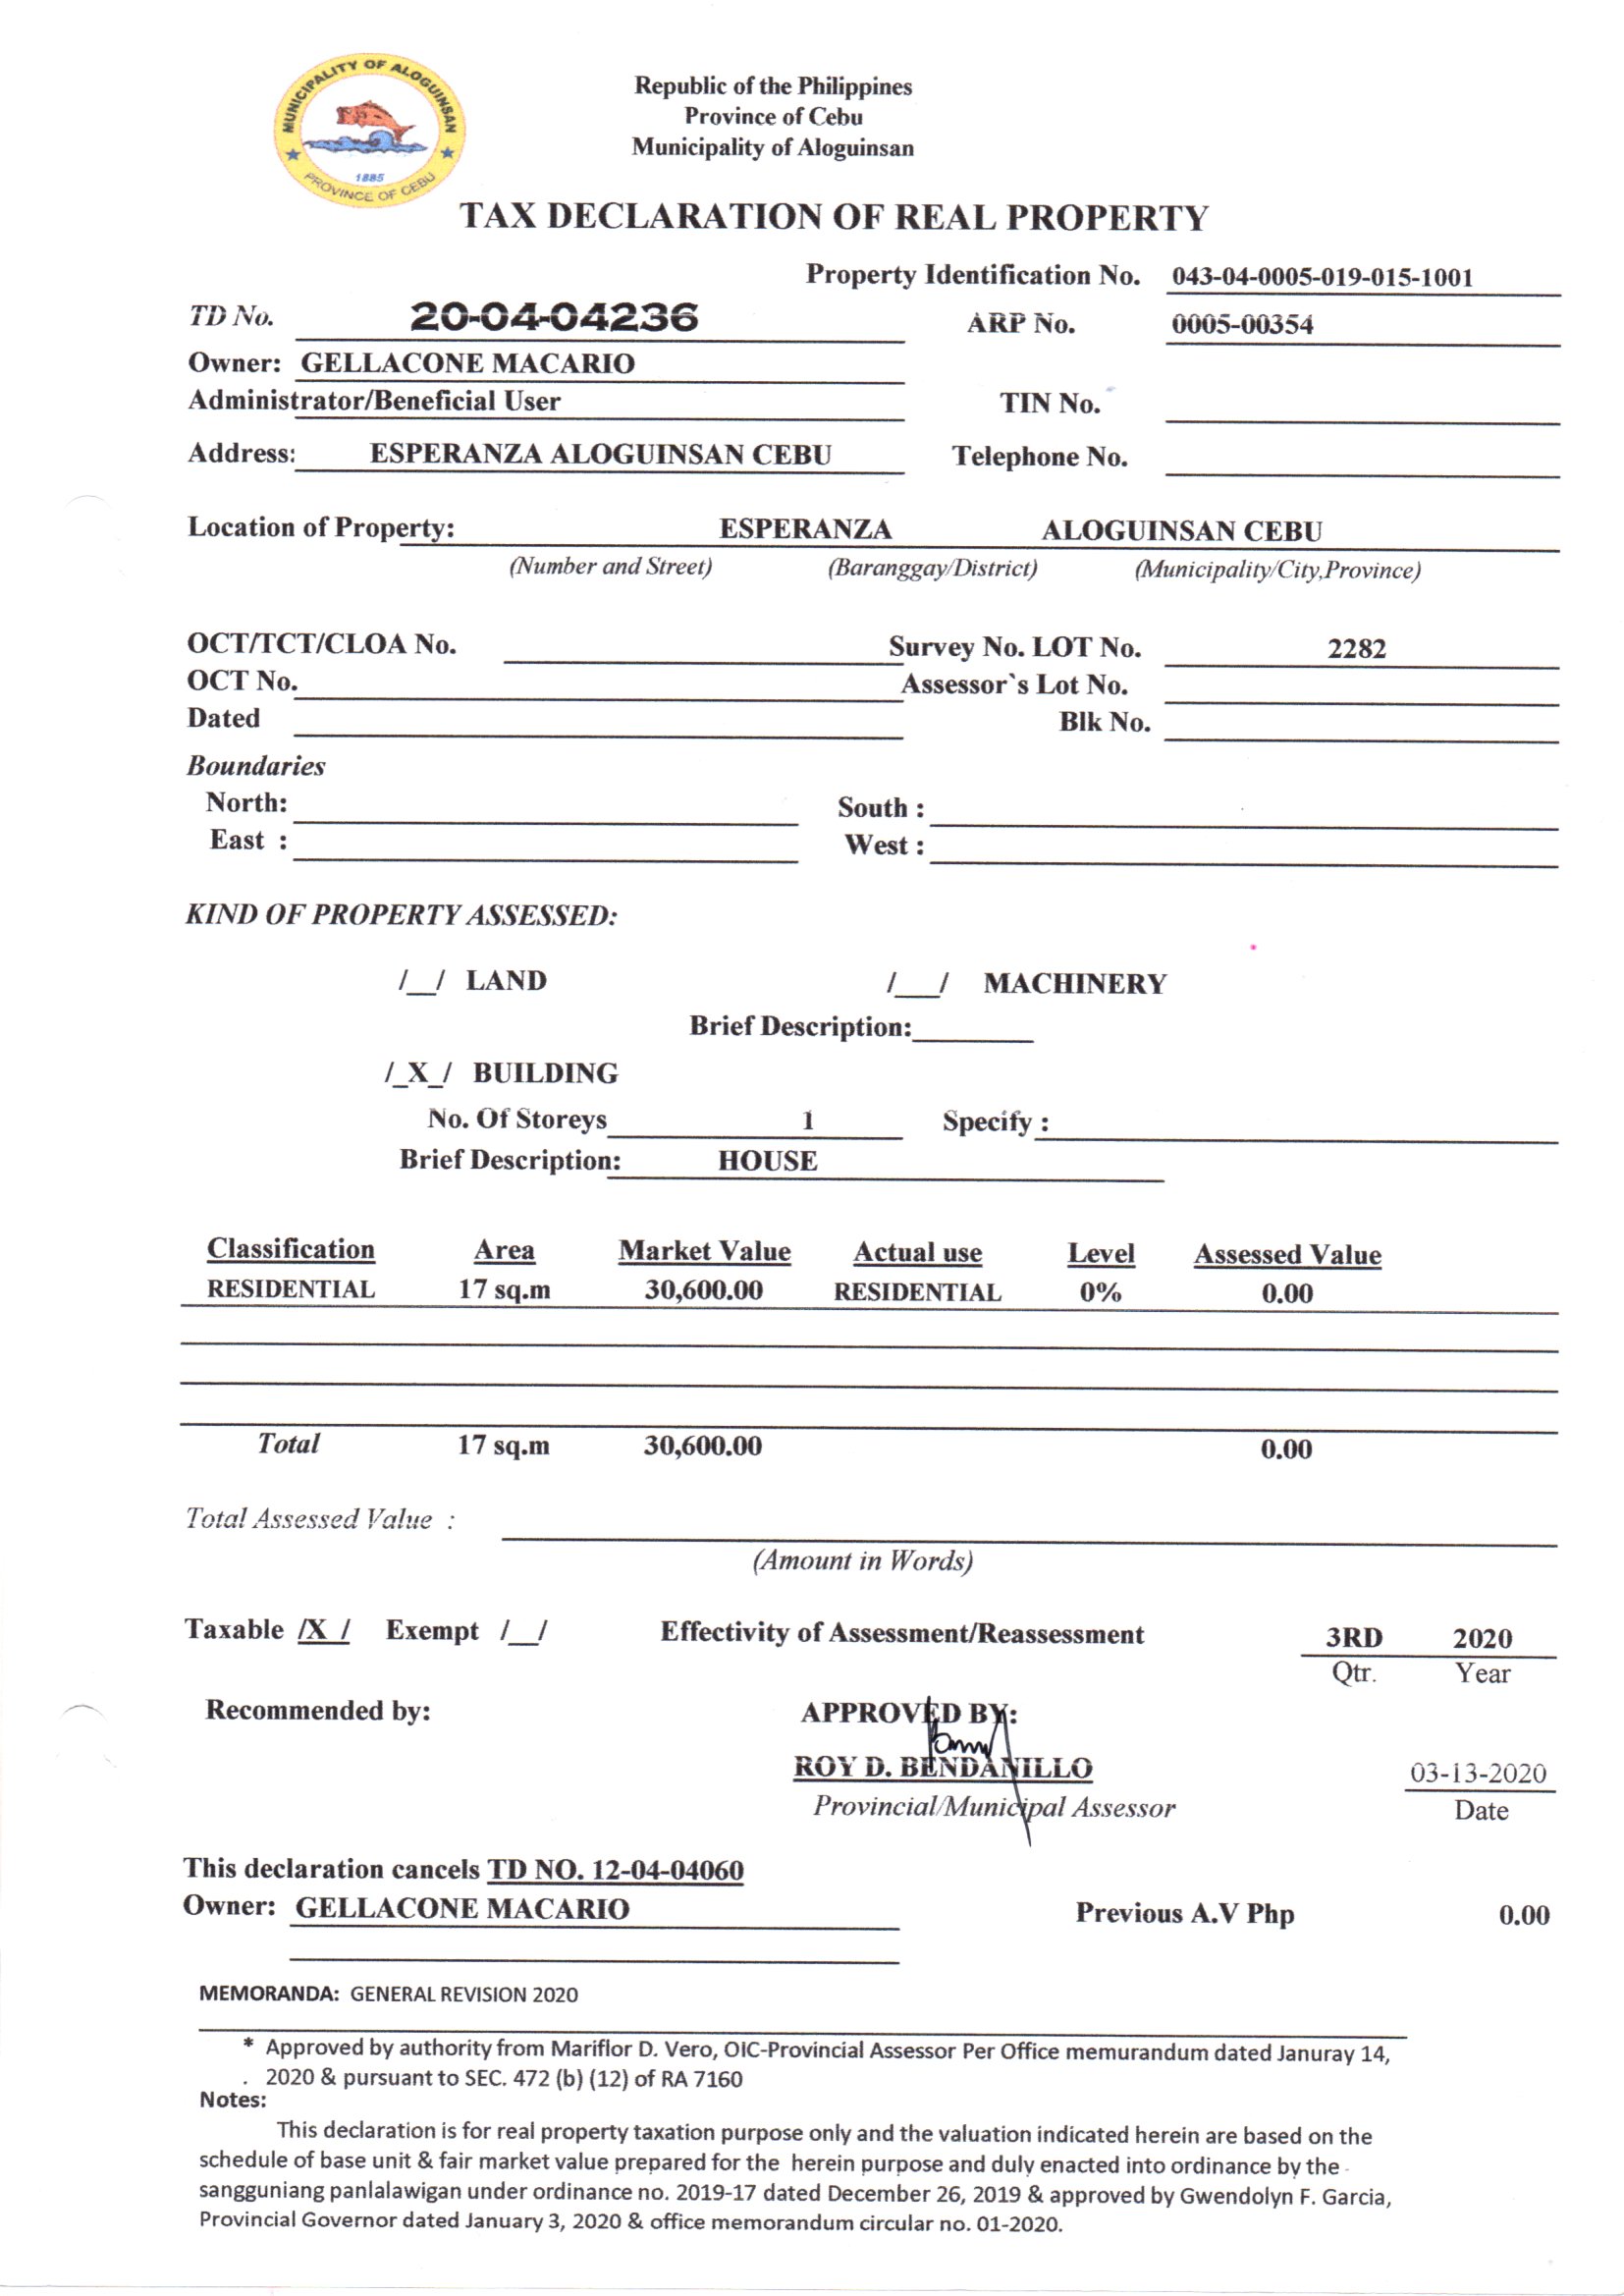 MUNICIPALITY OF ALOGUINSAN
1885
PROVINCE OF CEBU
Republic of the Philippines
Province of Cebu
Municipality of Aloguinsan
TAX DECLARATION OF REAL PROPERTY
Property Identification No. 043-04-0005-019-015-1001
TD No. 20-04-04236 ARP No. 0005-00354
Owner: GELLACONE MACARIO
Administrator/Beneficial User TIN No.
Address: ESPERANZA ALOGUINSAN CEBU Telephone No.
Location of Property: ESPERANZA ALOGUINSAN CEBU
(Number and Street) (Baranggay/District) (Municipality/City,Province)
OCT/TCT/CLOA No. Survey No. LOT No. 2282
OCT No. Assessor`s Lot No.
Dated Blk No.
Boundaries
North: South :
East : West :
KIND OF PROPERTY ASSESSED:
/__/ LAND /___/ MACHINERY
Brief Description:
/_X_/ BUILDING
No. Of Storeys 1 Specify :
Brief Description: HOUSE
Classification Area Market Value Actual use Level Assessed Value
RESIDENTIAL 17 sq.m 30,600.00 RESIDENTIAL 0% 0.00
Total 17 sq.m 30,600.00 0.00
Total Assessed Value :
(Amount in Words)
Taxable /X / Exempt /__/ Effectivity of Assessment/Reassessment 3RD 2020
Qtr. Year
Recommended by: APPROVED BY:
ROY D. BENDANILLO 03-13-2020
Provincial/Municipal Assessor Date
This declaration cancels TD NO. 12-04-04060
Owner: GELLACONE MACARIO Previous A.V Php 0.00
MEMORANDA: GENERAL REVISION 2020
* Approved by authority from Mariflor D. Vero, OIC-Provincial Assessor Per Office memorandum dated Januray 14,
. 2020 & pursuant to SEC. 472 (b) (12) of RA 7160
Notes:
This declaration is for real property taxation purpose only and the valuation indicated herein are based on the
schedule of base unit & fair market value prepared for the herein purpose and duly enacted into ordinance by the
sangguniang panlalawigan under ordinance no. 2019-17 dated December 26, 2019 & approved by Gwendolyn F. Garcia,
Provincial Governor dated January 3, 2020 & office memorandum circular no. 01-2020.